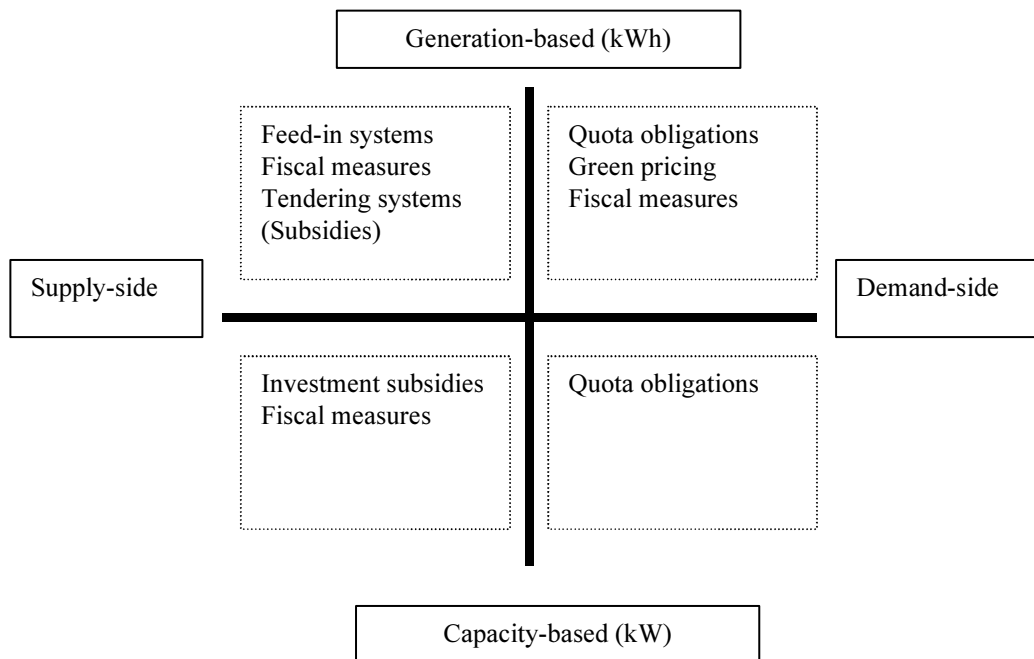 Generation-based (kWh)
Feed-in systems
Fiscal measures
Tendering systems
(Subsidies)
Quota obligations
Green pricing
Fiscal measures
Supply-side
Demand-side
Investment subsidies
Fiscal measures
Quota obligations
Capacity-based (kW)